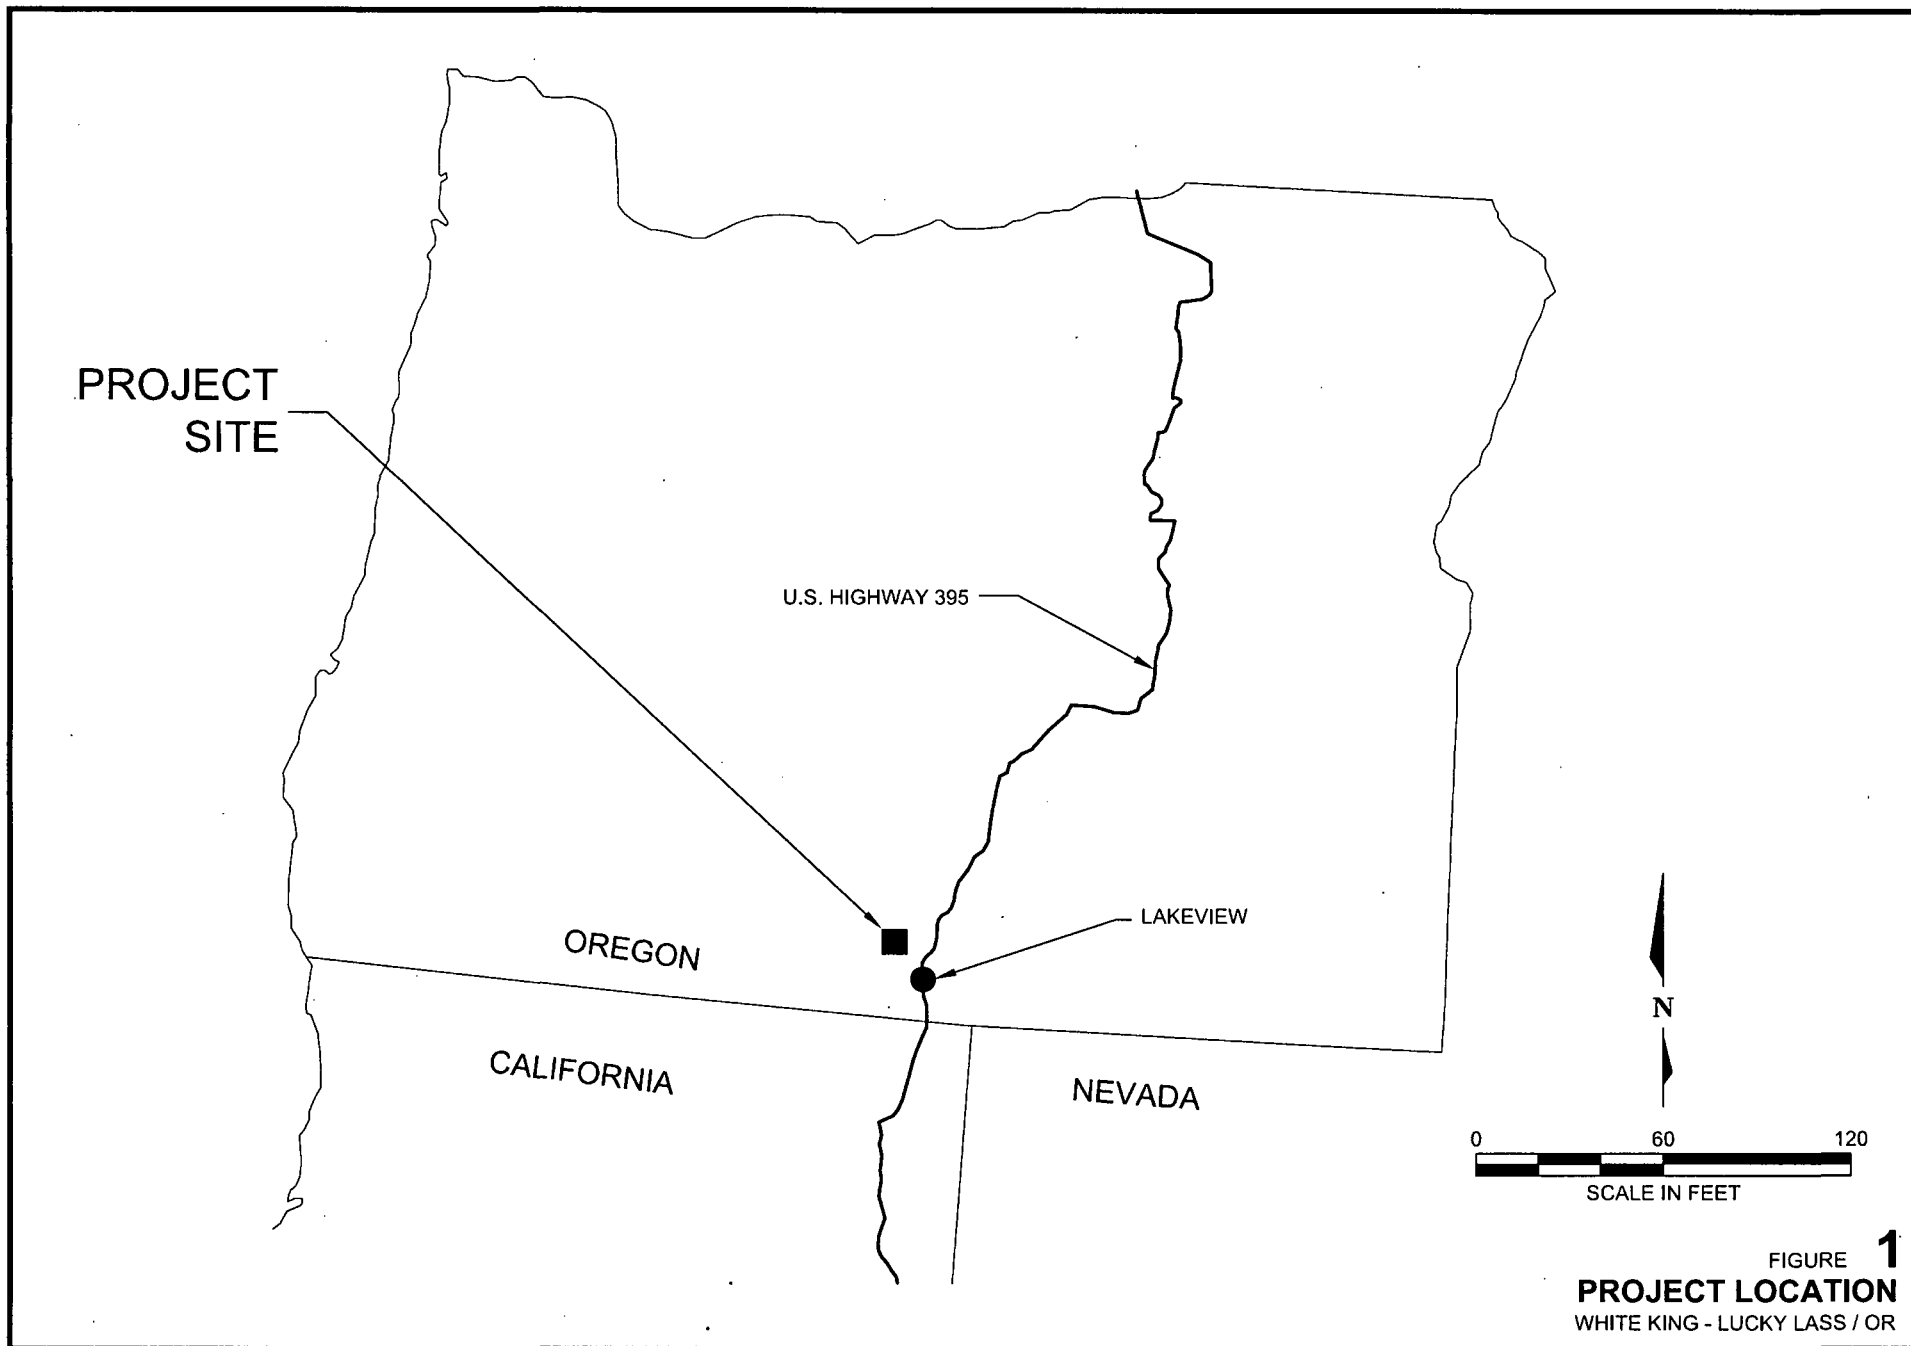 PROJECT
SITE
U.S. HIGHWAY 395
LAKEVIEW
OREGON
CALIFORNIA
NEVADA
N
0 60 120
SCALE IN FEET
FIGURE 1
PROJECT LOCATION
WHITE KING - LUCKY LASS / OR